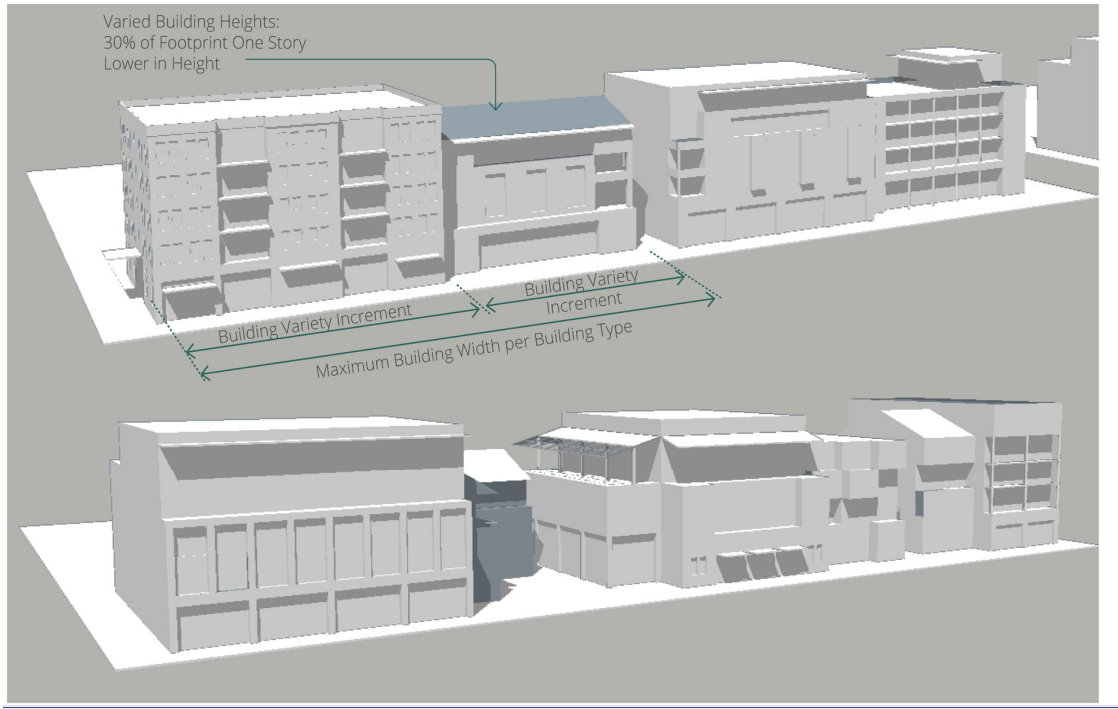 Varied Building Heights:
30% of Footprint One Story
Lower in Height
Building Variety
Increment
Building Variety Increment
Maximum Building Width per Building Type